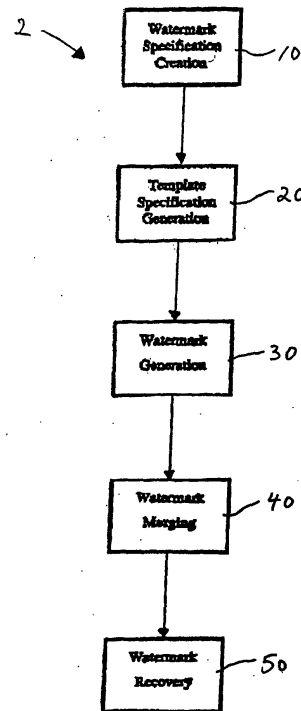 2
Watermark
Specification
Creation
10
Template
Specification
Generation
20
Watermark
Generation
30
Watermark
Merging
40
Watermark
Recovery
50